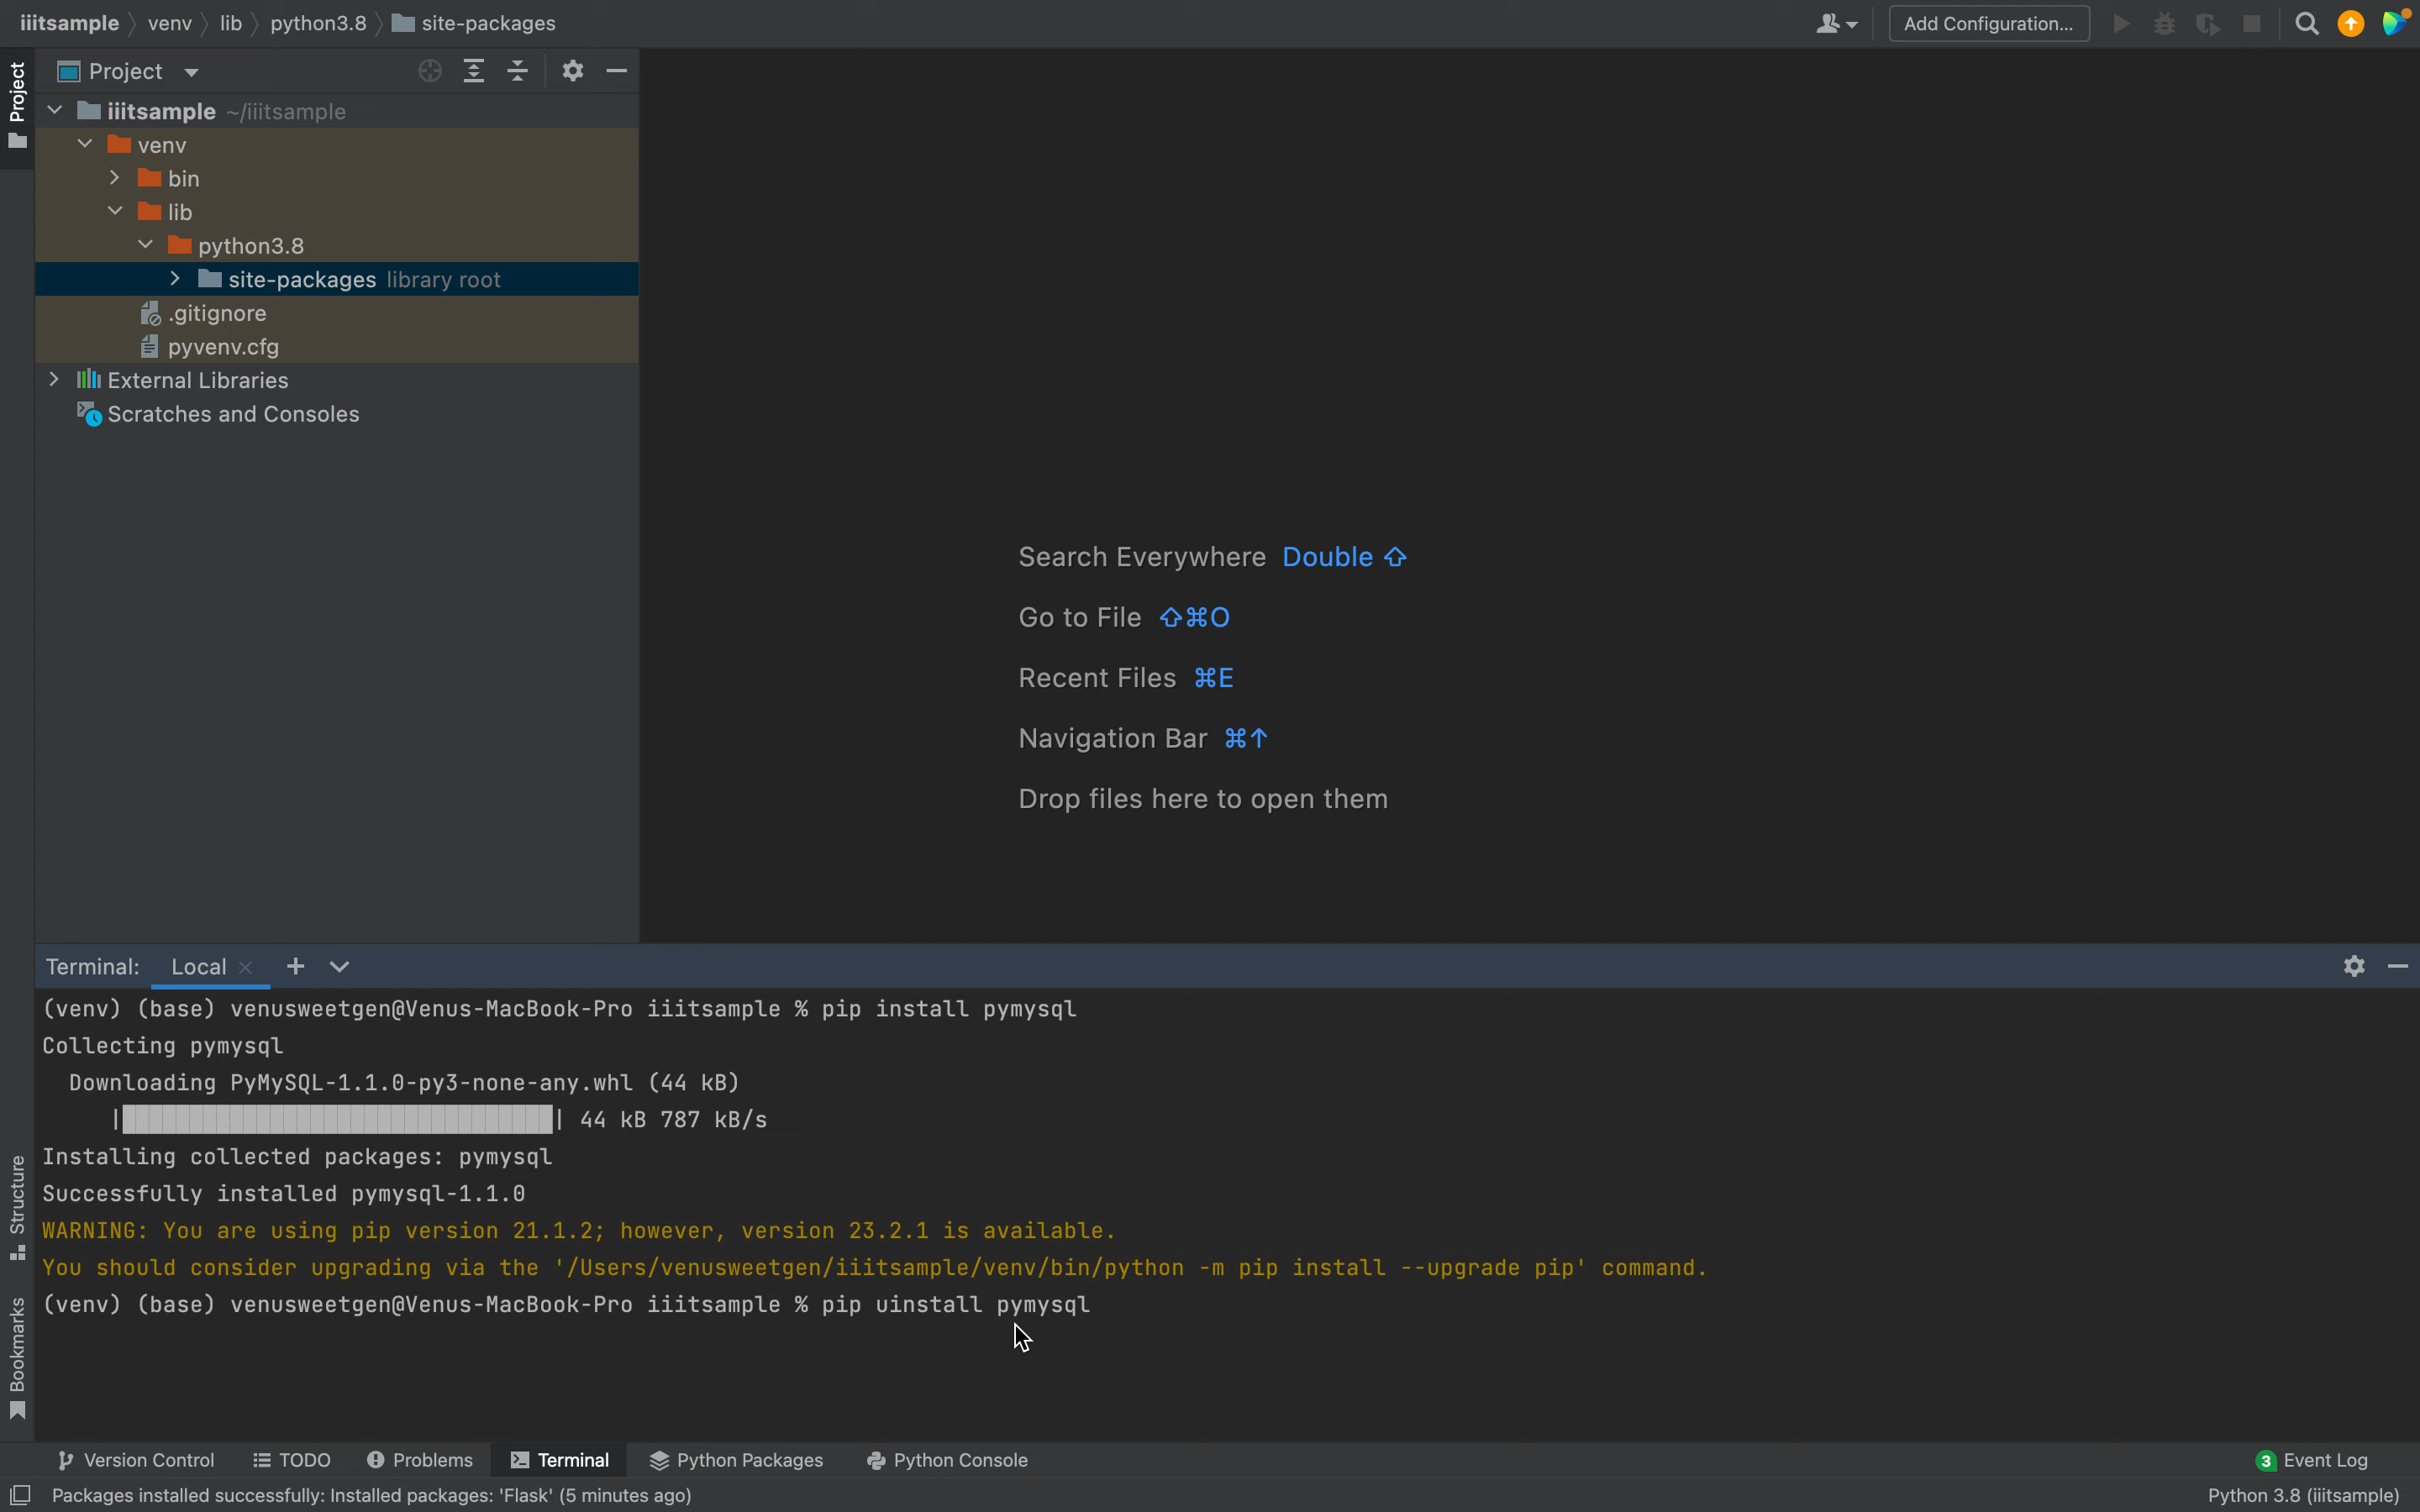 iiitsample venv lib python3.8 site-packages
Add Configuration...
Project
Project
iiitsample ~/iiitsample
venv
bin
lib
python3.8
site-packages library root
.gitignore
pyvenv.cfg
External Libraries
Scratches and Consoles
Search Everywhere Double ⇧
Go to File ⇧⌘O
Recent Files ⌘E
Navigation Bar ⌘↑
Drop files here to open them
Terminal: Local
(venv) (base) venusweetgen@Venus-MacBook-Pro iiitsample % pip install pymysql
Collecting pymysql
Downloading PyMySQL-1.1.0-py3-none-any.whl (44 kB)
| | 44 kB 787 kB/s
Installing collected packages: pymysql
Successfully installed pymysql-1.1.0
WARNING: You are using pip version 21.1.2; however, version 23.2.1 is available.
You should consider upgrading via the '/Users/venusweetgen/iiitsample/venv/bin/python -m pip install --upgrade pip' command.
(venv) (base) venusweetgen@Venus-MacBook-Pro iiitsample % pip uinstall pymysql
Structure
Bookmarks
Version Control TODO Problems Terminal Python Packages Python Console 3 Event Log
Packages installed successfully: Installed packages: 'Flask' (5 minutes ago) Python 3.8 (iiitsample)